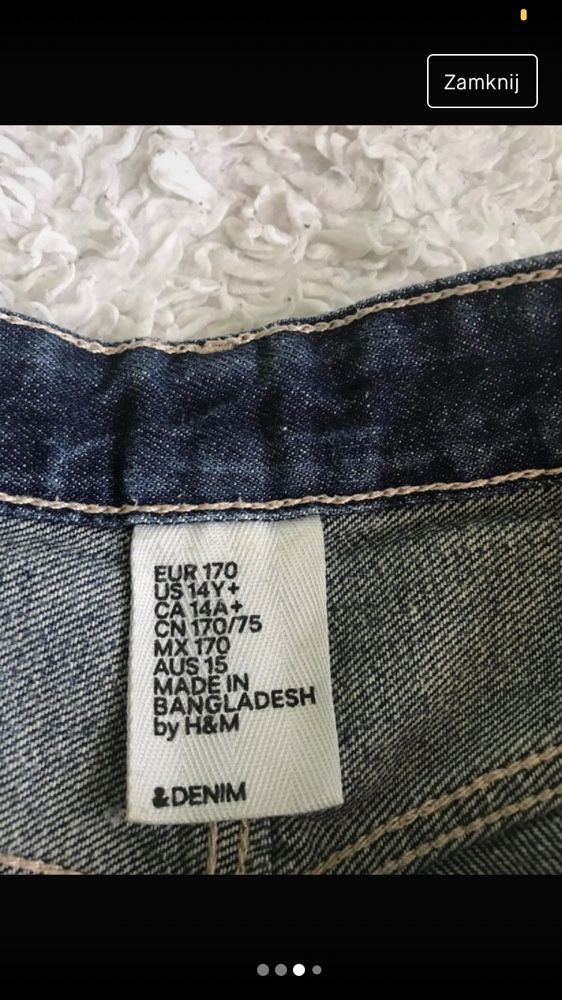 Zamknij
EUR 170
US 14Y+
CA 14A+
CN 170/75
MX 170
AUS 15
MADE IN
BANGLADESH
by H&M
&DENIM